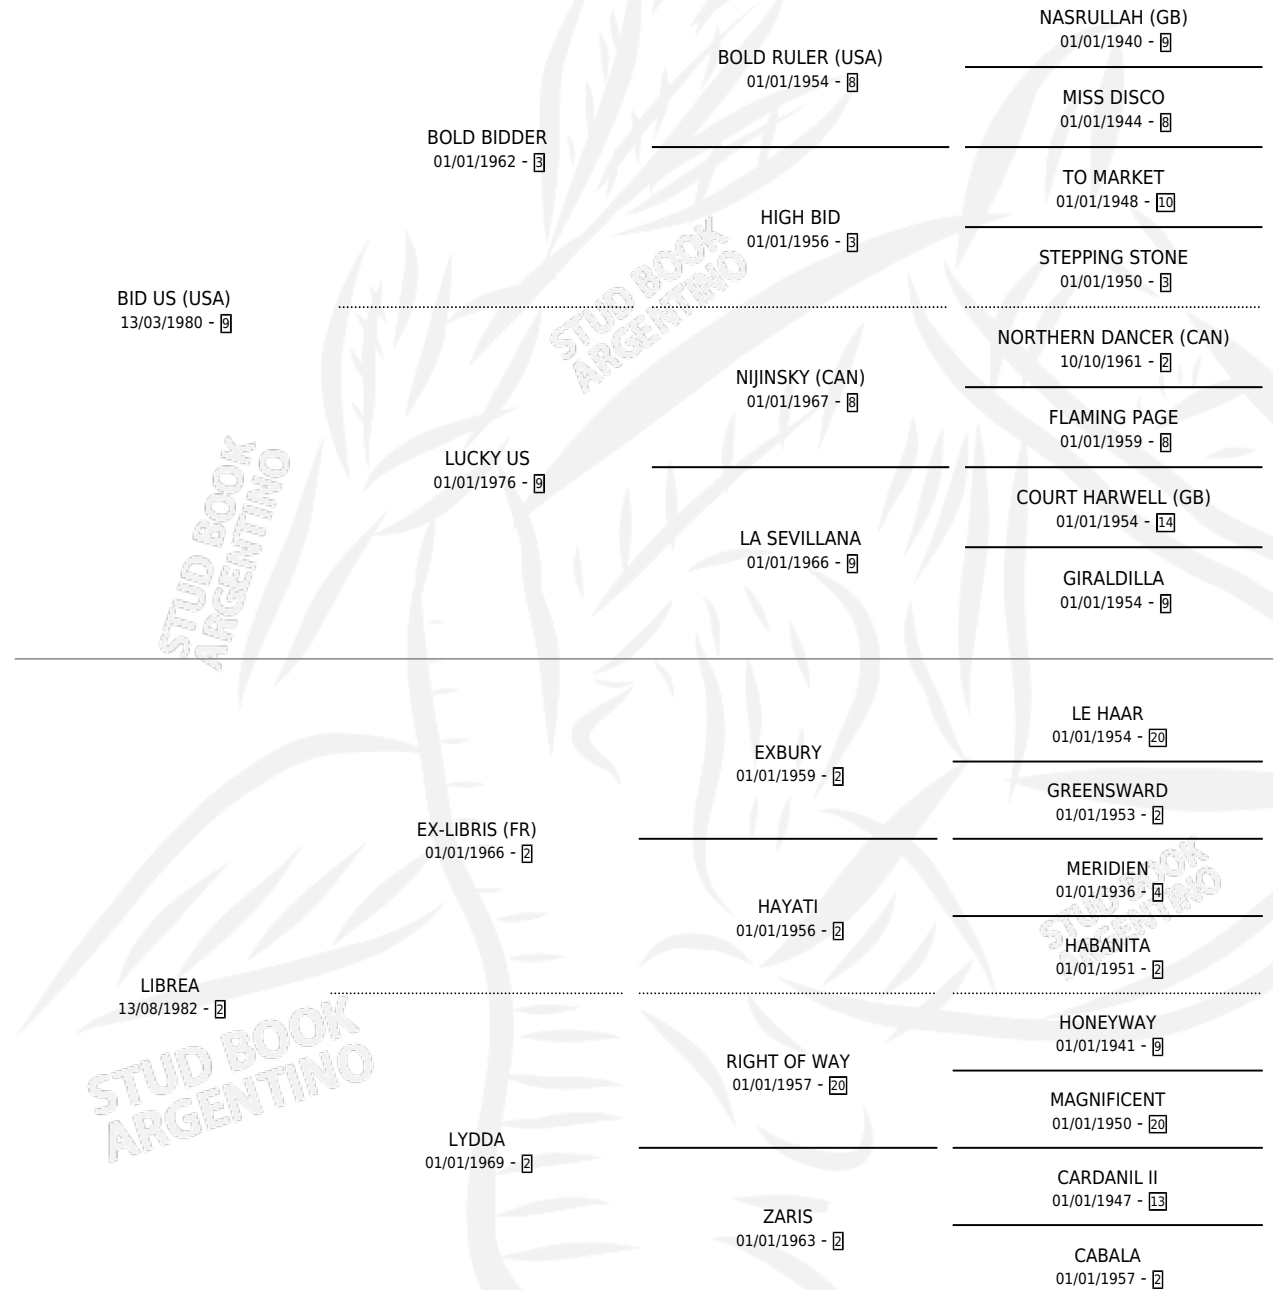 NASRULLAH (GB)
01/01/1940 - 9
BOLD RULER (USA)
01/01/1954 - 8
MISS DISCO
01/01/1944 - 8
BOLD BIDDER
01/01/1962 - 3
TO MARKET
01/01/1948 - 10
HIGH BID
01/01/1956 - 3
STEPPING STONE
01/01/1950 - 3
BID US (USA)
13/03/1980 - 9
NORTHERN DANCER (CAN)
10/10/1961 - 2
NIJINSKY (CAN)
01/01/1967 - 8
FLAMING PAGE
01/01/1959 - 8
LUCKY US
01/01/1976 - 9
COURT HARWELL (GB)
01/01/1954 - 14
LA SEVILLANA
01/01/1966 - 9
GIRALDILLA
01/01/1954 - 9
LE HAAR
01/01/1954 - 20
EXBURY
01/01/1959 - 2
GREENSWARD
01/01/1953 - 2
EX-LIBRIS (FR)
01/01/1966 - 2
MERIDIEN
01/01/1936 - 4
HAYATI
01/01/1956 - 2
HABANITA
01/01/1951 - 2
LIBREA
13/08/1982 - 2
HONEYWAY
01/01/1941 - 9
RIGHT OF WAY
01/01/1957 - 20
MAGNIFICENT
01/01/1950 - 20
LYDDA
01/01/1969 - 2
CARDANIL II
01/01/1947 - 13
ZARIS
01/01/1963 - 2
CABALA
01/01/1957 - 2
STUD BOOK
ARGENTINO
STUD BOOK
ARGENTINO
STUD BOOK
ARGENTINO
STUD BOOK
ARGENTINO